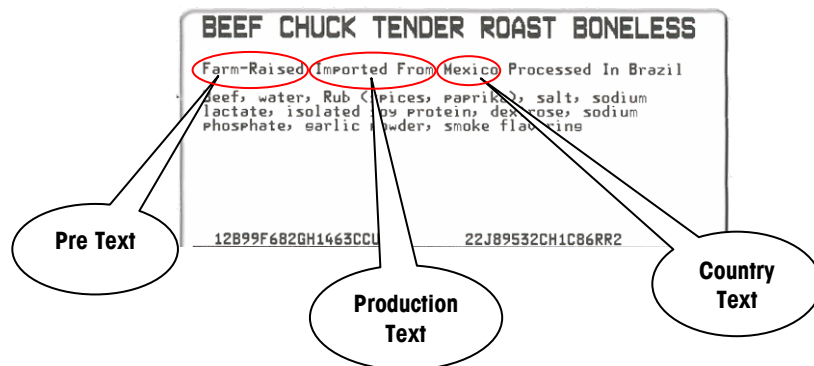 BEEF CHUCK TENDER ROAST BONELESS
Farm-Raised Imported From Mexico Processed In Brazil
Beef, water, Rub (spices, paprika), salt, sodium
lactate, isolated soy protein, dextrose, sodium
phosphate, garlic powder, smoke flavoring
12B99F6B2GH1463CCU 22J89532CH1C86RR2
Pre Text
Production
Text
Country
Text